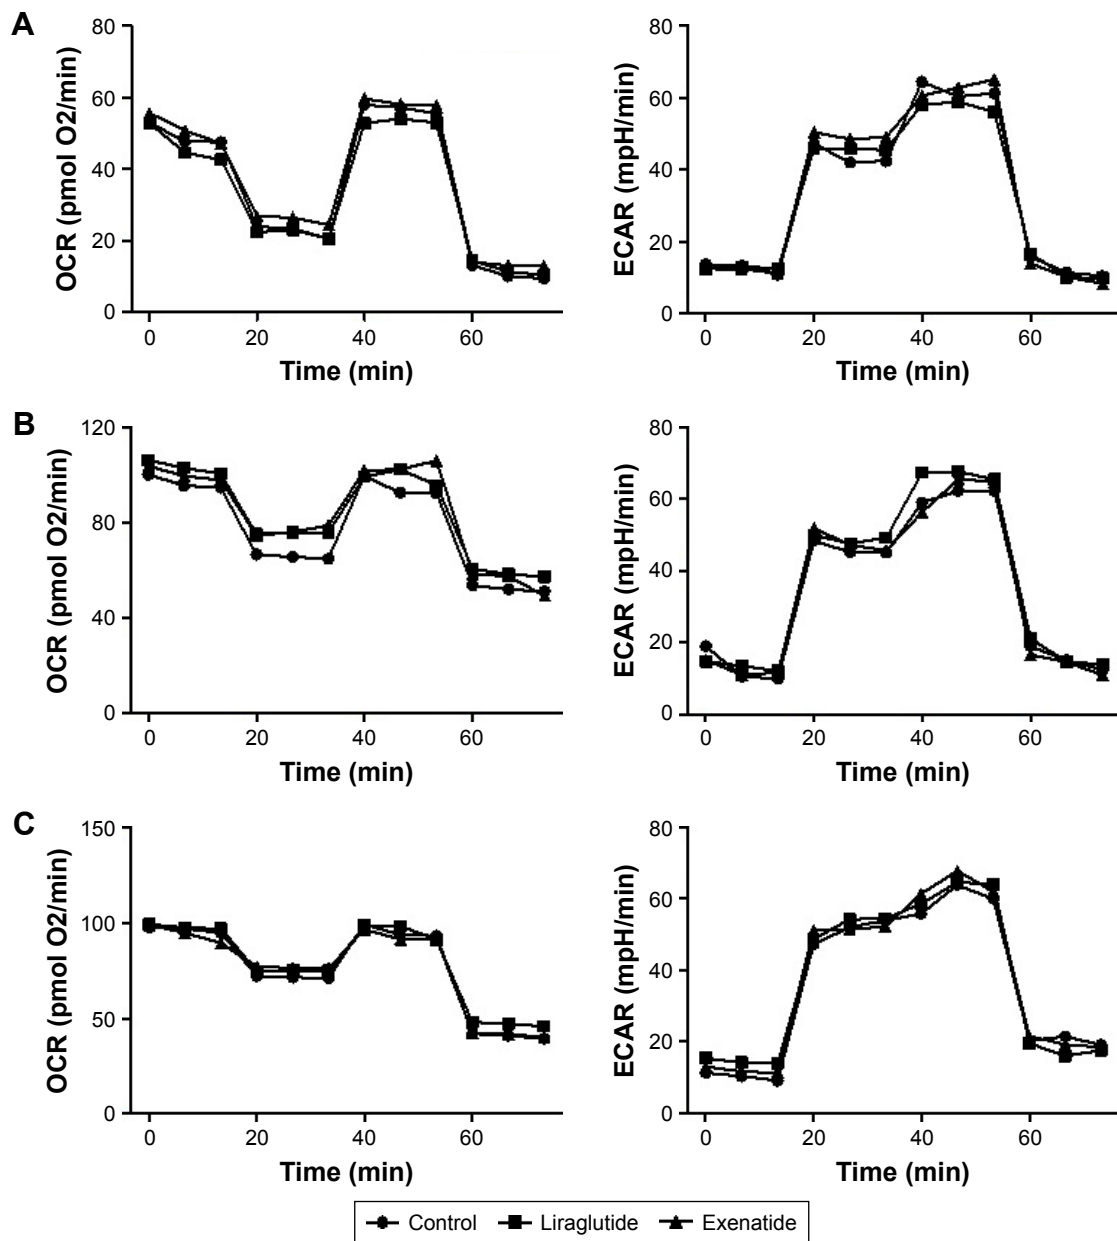 A
OCR (pmol O2/min)
80
60
40
20
0
0 20 40 60
Time (min)
ECAR (mpH/min)
80
60
40
20
0
0 20 40 60
Time (min)
B
OCR (pmol O2/min)
120
80
40
0
0 20 40 60
Time (min)
ECAR (mpH/min)
80
60
40
20
0
0 20 40 60
Time (min)
C
OCR (pmol O2/min)
150
100
50
0
0 20 40 60
Time (min)
ECAR (mpH/min)
80
60
40
20
0
0 20 40 60
Time (min)
Control Liraglutide Exenatide